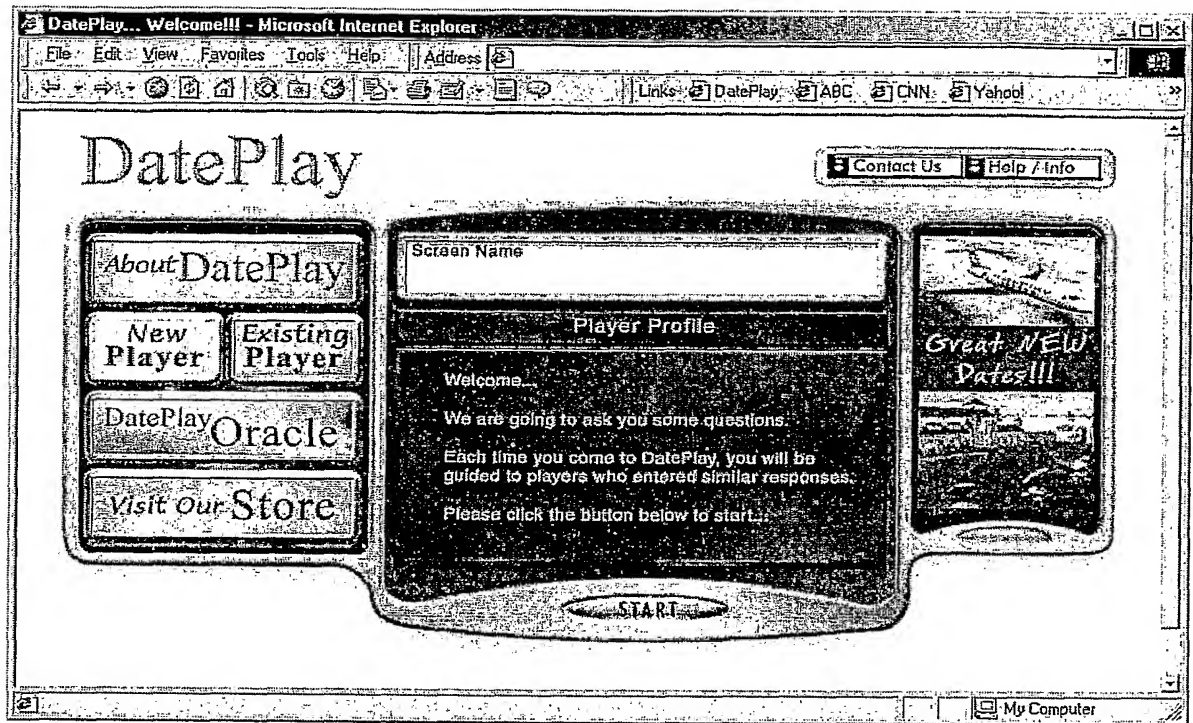 DatePlay... Welcome!!! - Microsoft Internet Explorer
File Edit View Favorites Tools Help Address
Links DatePlay ABC CNN Yahoo!
DatePlay
Contact Us Help / Info
About DatePlay
New Player
Existing Player
DatePlay Oracle
Visit Our Store
Screen Name
Player Profile
Welcome...
We are going to ask you some questions.
Each time you come to DatePlay, you will be
guided to players who entered similar responses.
Please click the button below to start...
START
Great NEW
Dates!!!
My Computer